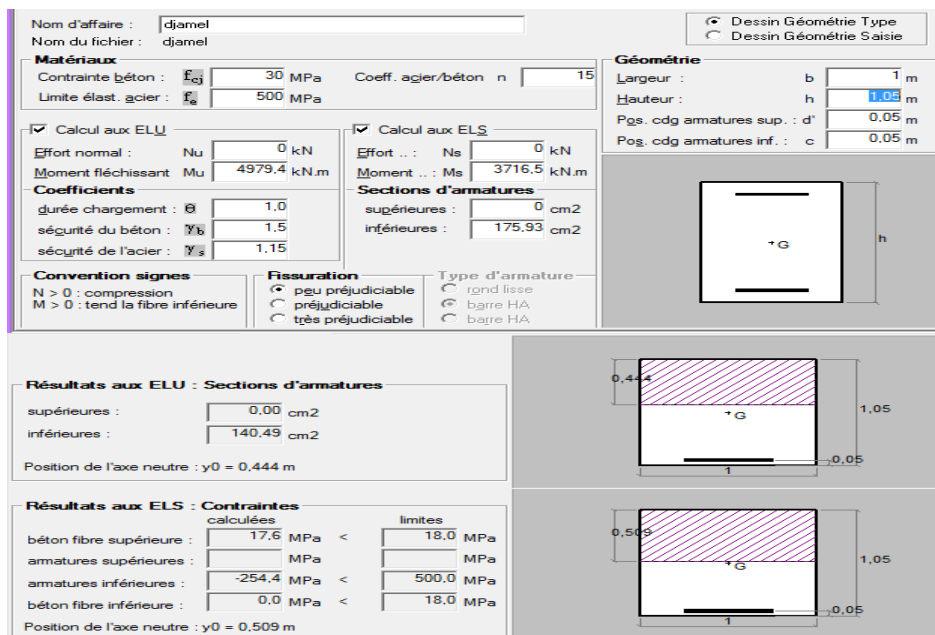 Nom d'affaire : djamel
Nom du fichier : djamel
Dessin Géométrie Type
Dessin Géométrie Saisie
Matériaux
Contrainte béton : fcj 30 MPa Coeff. acier/béton n 15
Limite élast. acier : fe 500 MPa
Géométrie
Largeur : b 1 m
Hauteur : h 1.05 m
Pos. cdg armatures sup. : d' 0.05 m
Pos. cdg armatures inf. : c 0.05 m
Calcul aux ELU
Effort normal : Nu 0 kN
Moment fléchissant Mu 4979,4 kN.m
Coefficients
durée chargement : θ 1.0
sécurité du béton : γb 1.5
sécurité de l'acier : γs 1.15
Calcul aux ELS
Effort .. : Ns 0 kN
Moment .. : Ms 3716,5 kN.m
Sections d'armatures
supérieures : 0 cm2
inférieures : 175,93 cm2
G
h
Convention signes
N > 0 : compression
M > 0 : tend la fibre inférieure
Fissuration
peu préjudiciable
préjudiciable
très préjudiciable
Type d'armature
rond lisse
barre HA
barre HA
Résultats aux ELU : Sections d'armatures
supérieures : 0,00 cm2
inférieures : 140,49 cm2
Position de l'axe neutre : y0 = 0,444 m
0,444
G
1,05
0,05
1
Résultats aux ELS : Contraintes
calculées limites
béton fibre supérieure : 17,6 MPa < 18,0 MPa
armatures supérieures : MPa MPa
armatures inférieures : -254,4 MPa < 500,0 MPa
béton fibre inférieure : 0,0 MPa < 18,0 MPa
Position de l'axe neutre : y0 = 0,509 m
0,509
G
1,05
0,05
1